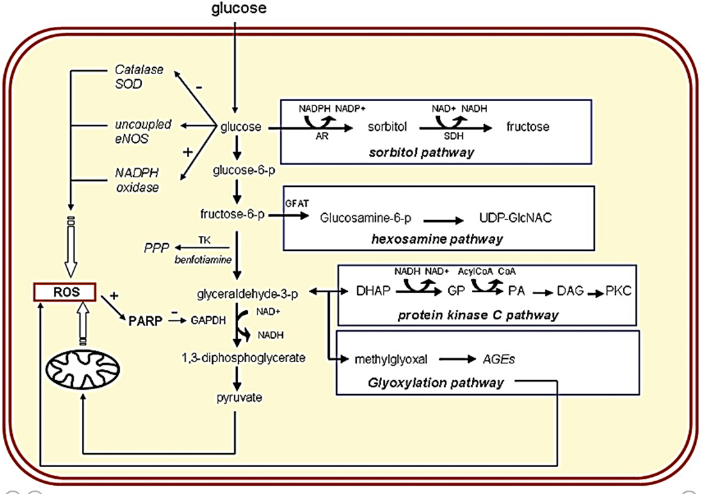 glucose
Catalase
SOD
-
uncoupled
eNOS
+
NADPH
oxidase
glucose
NADPH NADP+
AR
sorbitol
NAD+ NADH
SDH
fructose
sorbitol pathway
glucose-6-p
fructose-6-p
GFAT
Glucosamine-6-p
UDP-GlcNAC
hexosamine pathway
PPP
TK
benfotiamine
ROS
+
PARP
-
GAPDH
glyceraldehyde-3-p
NAD+
NADH
DHAP
NADH NAD+
GP
AcylCoA CoA
PA
DAG
PKC
protein kinase C pathway
1,3-diphosphoglycerate
methylglyoxal
AGEs
Glyoxylation pathway
pyruvate